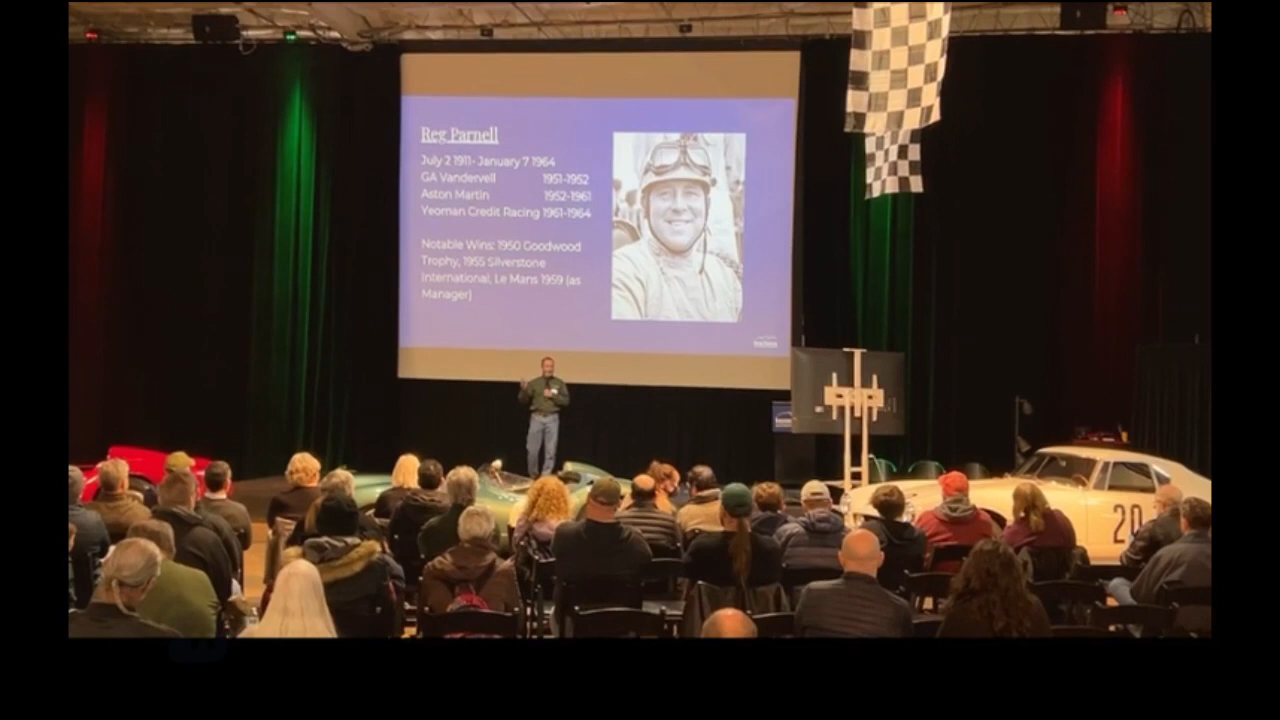 Reg Parnell
July 2 1911- January 7 1964
GA Vandervell 1951-1952
Aston Martin 1952-1961
Yeoman Credit Racing 1961-1964
Notable Wins: 1950 Goodwood
Trophy, 1955 Silverstone
International, Le Mans 1959 (as
Manager)
20